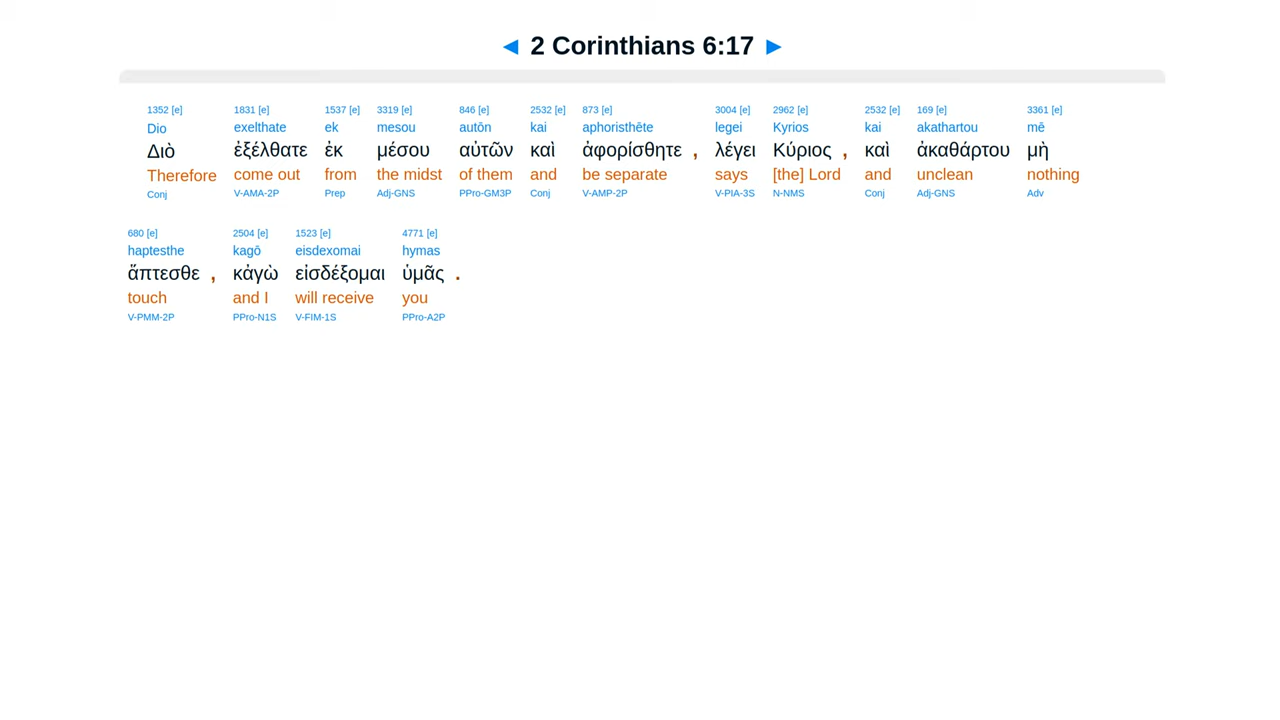 ◄ 2 Corinthians 6:17 ►
1352 [e] 1831 [e] 1537 [e] 3319 [e] 846 [e] 2532 [e] 873 [e] 3004 [e] 2962 [e] 2532 [e] 169 [e] 3361 [e]
Dio exelthate ek mesou autōn kai aphoristhēte legei Kyrios kai akathartou mē
Διὸ ἐξέλθατε ἐκ μέσου αὐτῶν καὶ ἀφορίσθητε , λέγει Κύριος , καὶ ἀκαθάρτου μὴ
Therefore come out from the midst of them and be separate says [the] Lord and unclean nothing
Conj V-AMA-2P Prep Adj-GNS PPro-GM3P Conj V-AMP-2P V-PIA-3S N-NMS Conj Adj-GNS Adv
680 [e] 2504 [e] 1523 [e] 4771 [e]
haptesthe kagō eisdexomai hymas
ἅπτεσθε , κἀγὼ εἰσδέξομαι ὑμᾶς .
touch and I will receive you
V-PMM-2P PPro-N1S V-FIM-1S PPro-A2P